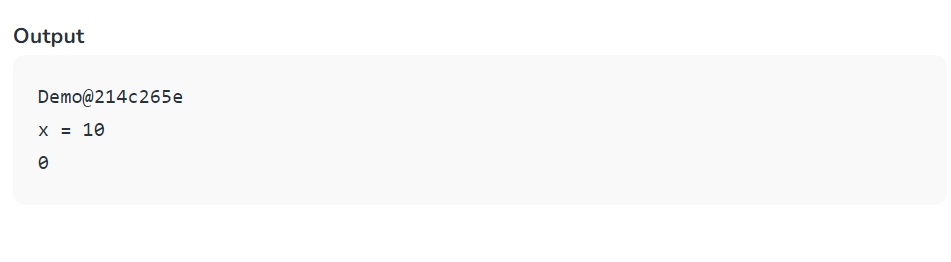 Output
Demo@214c265e
x = 10
0